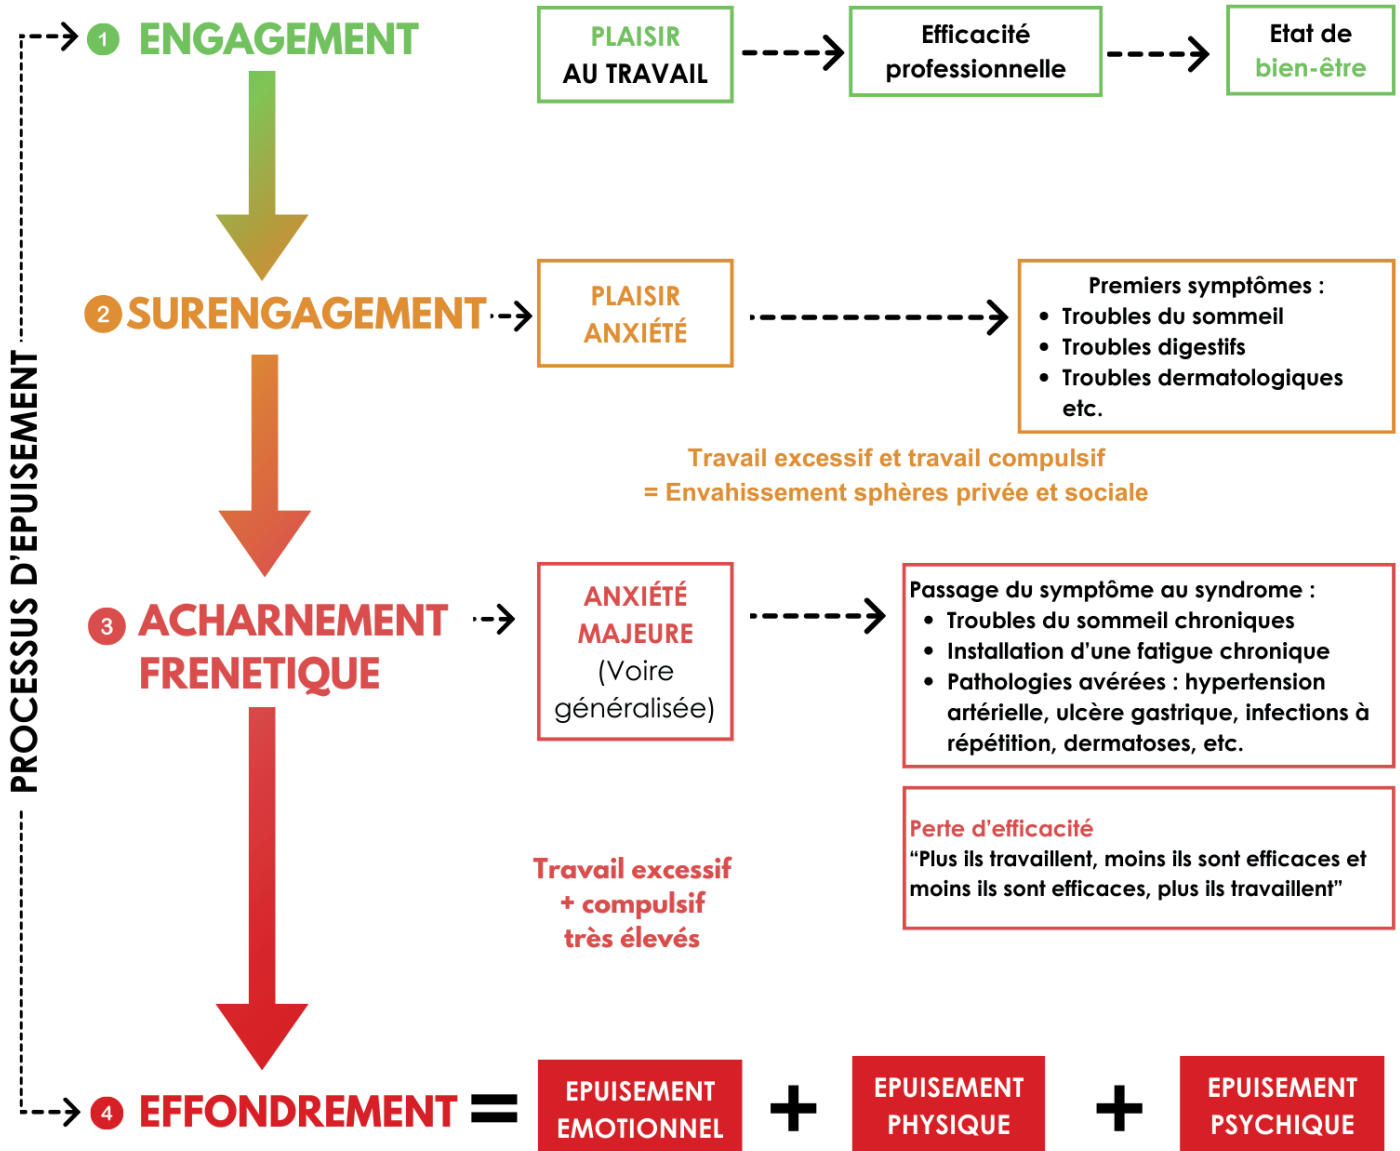 PROCESSUS D'EPUISEMENT
1 ENGAGEMENT
PLAISIR
AU TRAVAIL
Efficacité
professionnelle
Etat de
bien-être
2 SURENGAGEMENT
PLAISIR
ANXIÉTÉ
Premiers symptômes :
• Troubles du sommeil
• Troubles digestifs
• Troubles dermatologiques
etc.
Travail excessif et travail compulsif
= Envahissement sphères privée et sociale
3 ACHARNEMENT
FRENETIQUE
ANXIÉTÉ
MAJEURE
(Voire
généralisée)
Passage du symptôme au syndrome :
• Troubles du sommeil chroniques
• Installation d'une fatigue chronique
• Pathologies avérées : hypertension
artérielle, ulcère gastrique, infections à
répétition, dermatoses, etc.
Perte d'efficacité
“Plus ils travaillent, moins ils sont efficaces et
moins ils sont efficaces, plus ils travaillent”
Travail excessif
+ compulsif
très élevés
4 EFFONDREMENT =
EPUISEMENT
EMOTIONNEL
+
EPUISEMENT
PHYSIQUE
+
EPUISEMENT
PSYCHIQUE